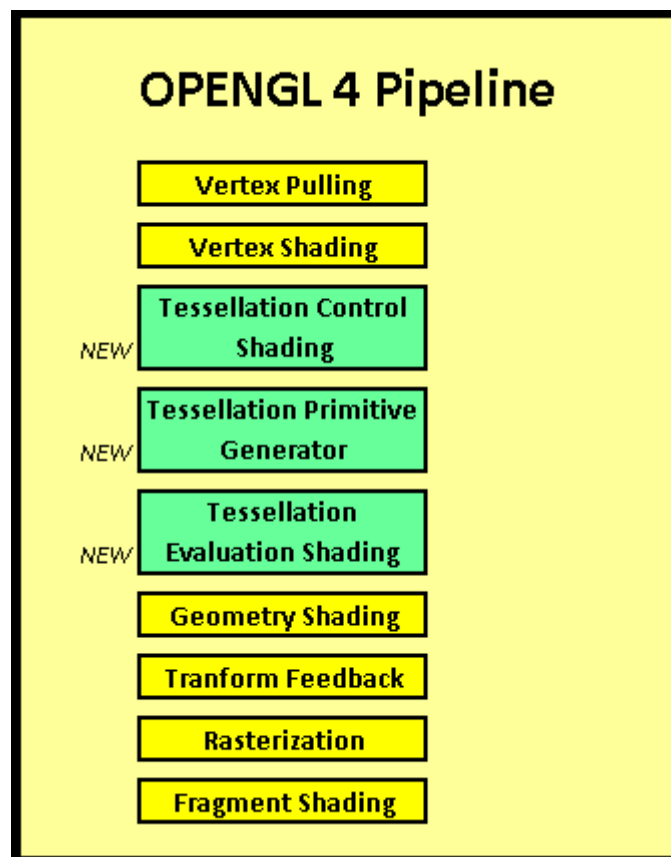 OPENGL 4 Pipeline
Vertex Pulling
Vertex Shading
Tessellation Control
Shading
NEW
Tessellation Primitive
Generator
NEW
Tessellation
Evaluation Shading
NEW
Geometry Shading
Tranform Feedback
Rasterization
Fragment Shading